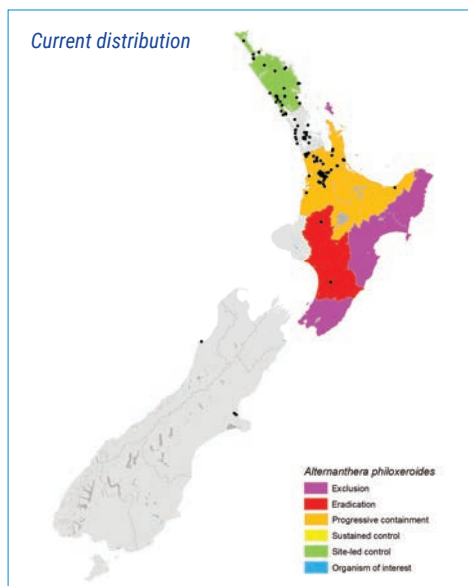 Current distribution
Alternanthera philoxeroides
Exclusion
Eradication
Progressive containment
Sustained control
Site-led control
Organism of interest